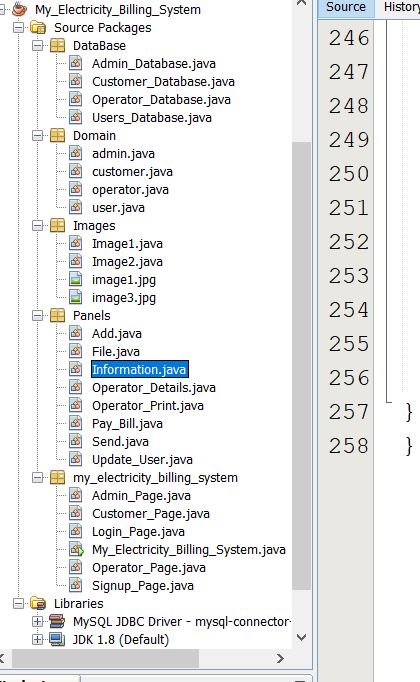 My_Electricity_Billing_System
Source Packages
DataBase
Admin_Database.java
Customer_Database.java
Operator_Database.java
Users_Database.java
Domain
admin.java
customer.java
operator.java
user.java
Images
Image1.java
Image2.java
image1.jpg
image3.jpg
Panels
Add.java
File.java
Information.java
Operator_Details.java
Operator_Print.java
Pay_Bill.java
Send.java
Update_User.java
my_electricity_billing_system
Admin_Page.java
Customer_Page.java
Login_Page.java
My_Electricity_Billing_System.java
Operator_Page.java
Signup_Page.java
Libraries
MySQL JDBC Driver - mysql-connector-
JDK 1.8 (Default)
Source History
246
247
248
249
250
251
252
253
254
255
256
257 }
258 }